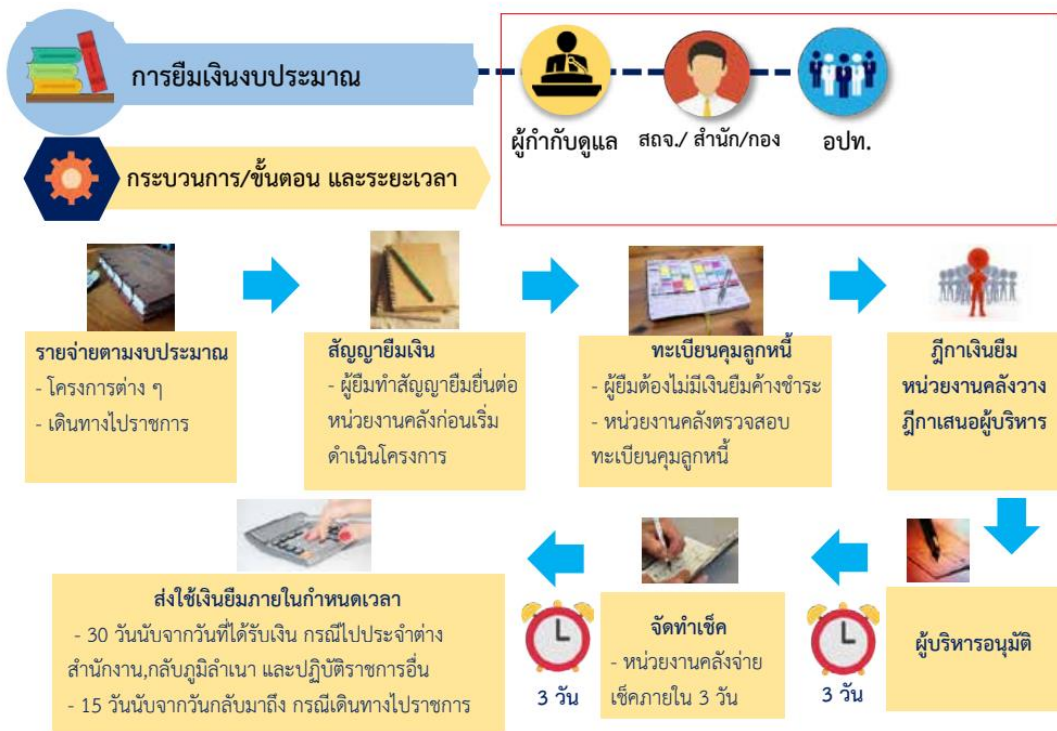 การยืมเงินงบประมาณ
ผู้กำกับดูแล
สถจ./ สำนัก/กอง
อปท.
กระบวนการ/ขั้นตอน และระยะเวลา
รายจ่ายตามงบประมาณ
- โครงการต่าง ๆ
- เดินทางไปราชการ
สัญญายืมเงิน
- ผู้ยืมทำสัญญายืมยื่นต่อ
หน่วยงานคลังก่อนเริ่ม
ดำเนินโครงการ
ทะเบียนคุมลูกหนี้
- ผู้ยืมต้องไม่มีเงินยืมค้างชำระ
- หน่วยงานคลังตรวจสอบ
ทะเบียนคุมลูกหนี้
ฎีกาเงินยืม
หน่วยงานคลังวาง
ฎีกาเสนอผู้บริหาร
ผู้บริหารอนุมัติ
3 วัน
จัดทำเช็ค
- หน่วยงานคลังจ่าย
เช็คภายใน 3 วัน
3 วัน
ส่งใช้เงินยืมภายในกำหนดเวลา
- 30 วันนับจากวันที่ได้รับเงิน กรณีไปประจำต่าง
สำนักงาน,กลับภูมิลำเนา และปฏิบัติราชการอื่น
- 15 วันนับจากวันกลับมาถึง กรณีเดินทางไปราชการ